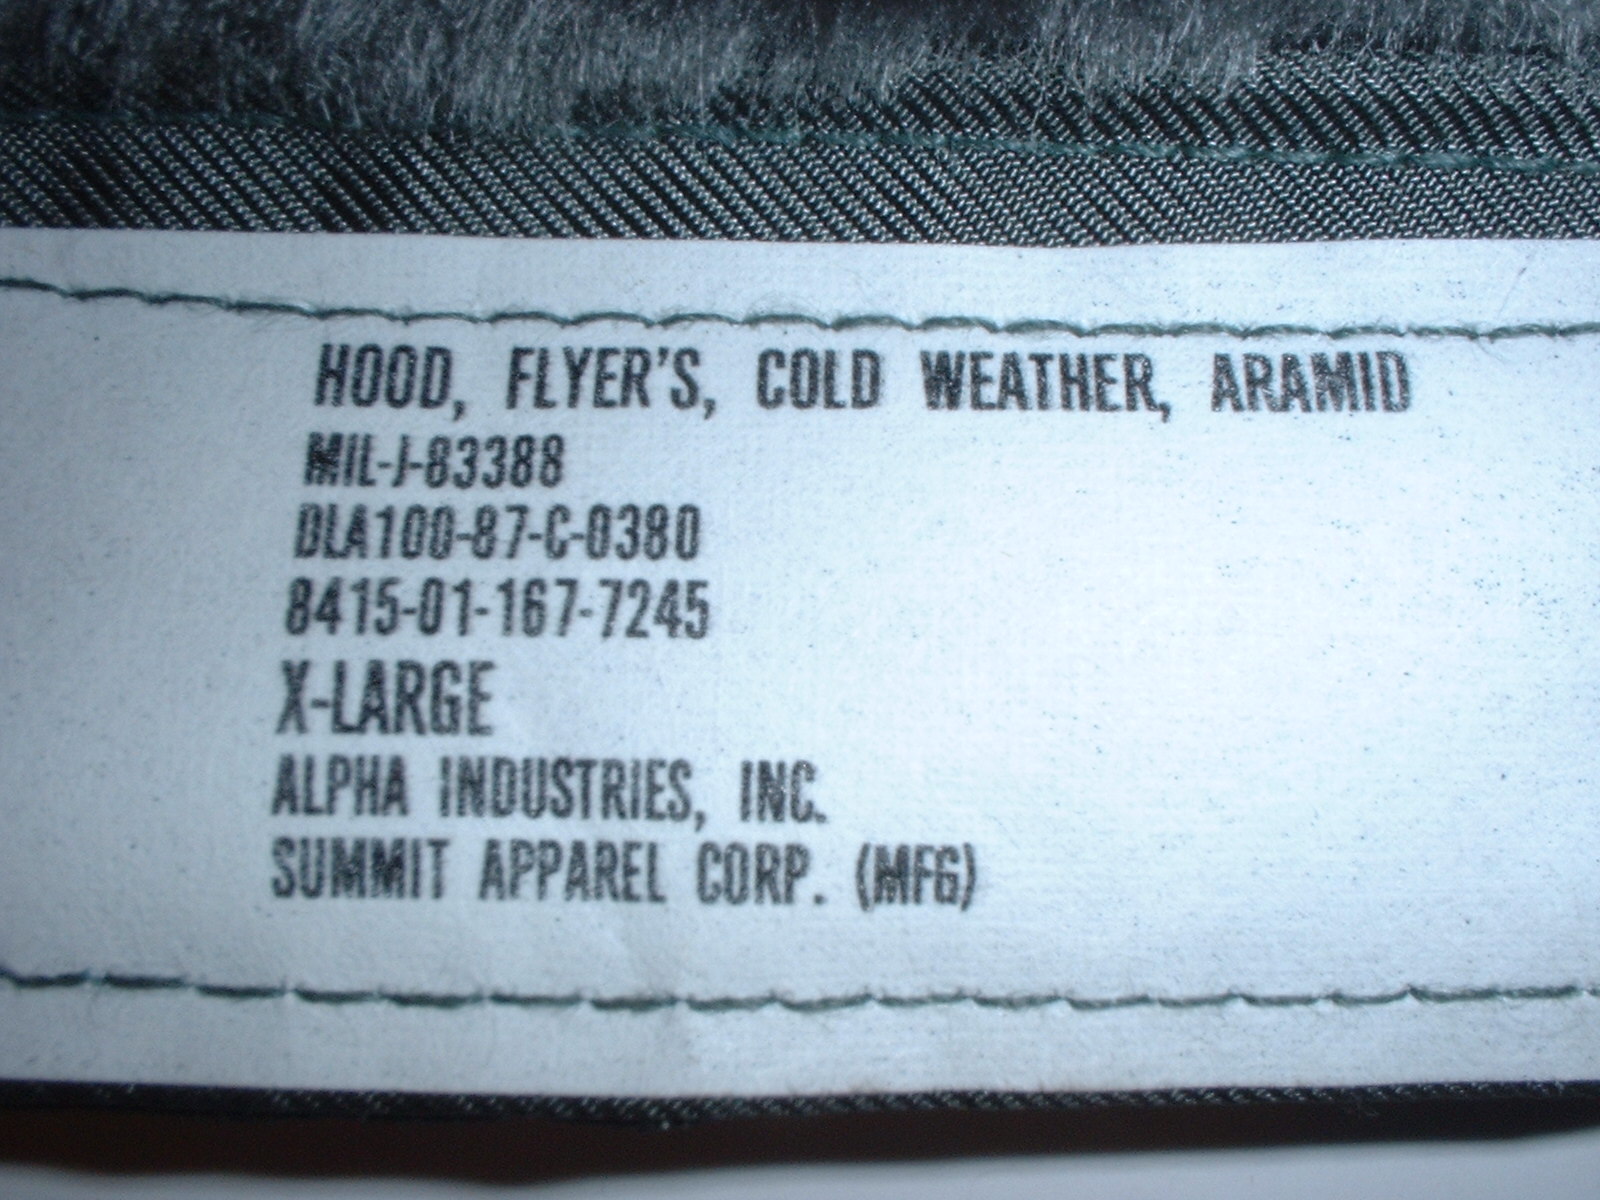 HOOD, FLYER'S, COLD WEATHER, ARAMID
MIL-J-83388
DLA100-87-C-0380
8415-01-167-7245
X-LARGE
ALPHA INDUSTRIES, INC.
SUMMIT APPAREL CORP. (MFG)